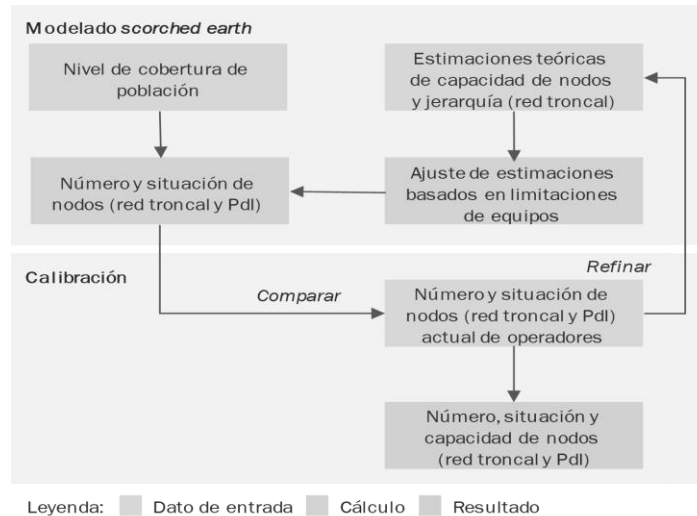 Modelado scorched earth
Nivel de cobertura de
población
Estimaciones teóricas
de capacidad de nodos
y jerarquía (red troncal)
Número y situación de
nodos (red troncal y PdI)
Ajuste de estimaciones
basados en limitaciones
de equipos
Calibración
Comparar
Refinar
Número y situación de
nodos (red troncal y PdI)
actual de operadores
Número, situación y
capacidad de nodos
(red troncal y PdI)
Leyenda: Dato de entrada Cálculo Resultado